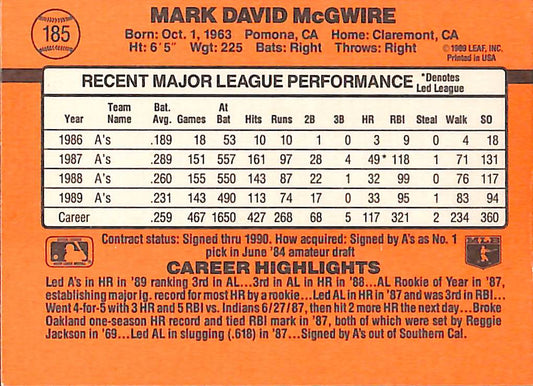 185
MARK DAVID McGWIRE
Born: Oct. 1, 1963 Pomona, CA Home: Claremont, CA
Ht: 6'5" Wgt: 225 Bats: Right Throws: Right
© 1989 LEAF, INC.
Printed in USA
RECENT MAJOR LEAGUE PERFORMANCE *Denotes Led League
Year Team Name Bat. Avg. Games At Bat Hits Runs 2B 3B HR RBI Steal Walk SO
1986 A's .189 18 53 10 10 1 0 3 9 0 4 18
1987 A's .289 151 557 161 97 28 4 49* 118 1 71 131
1988 A's .260 155 550 143 87 22 1 32 99 0 76 117
1989 A's .231 143 490 113 74 17 0 33 95 1 83 94
Career .259 467 1650 427 268 68 5 117 321 2 234 360
Contract status: Signed thru 1990. How acquired: Signed by A's as No. 1
pick in June '84 amateur draft
MLB
CAREER HIGHLIGHTS
Led A's in HR in '89 ranking 3rd in AL...3rd in AL in HR in '88...AL Rookie of Year in '87,
establishing major lg. record for most HR by a rookie...Led AL in HR in '87 and was 3rd in RBI...
Went 4-for-5 with 3 HR and 5 RBI vs. Indians 6/27/87, then hit 2 more HR the next day...Broke
Oakland one-season HR record and tied RBI mark in '87, both of which were set by Reggie
Jackson in '69...Led AL in slugging (.618) in '87...Signed by A's out of Southern Cal.